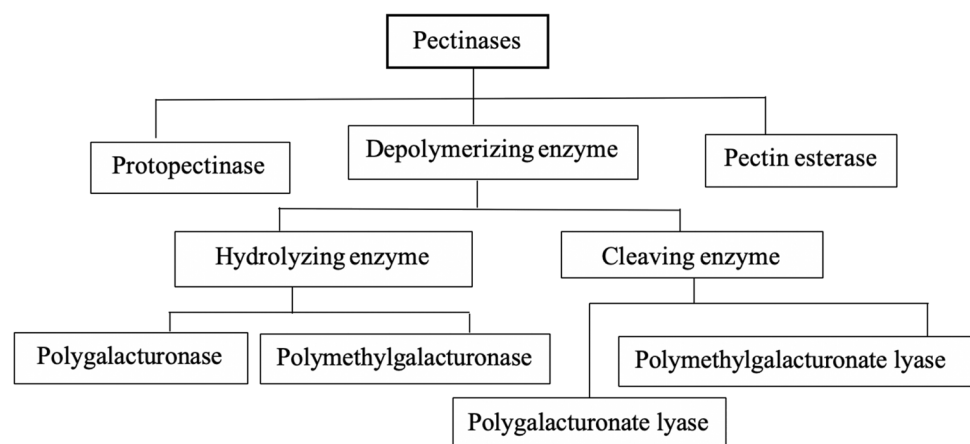 Pectinases
Protopectinase
Depolymerizing enzyme
Pectin esterase
Hydrolyzing enzyme
Cleaving enzyme
Polygalacturonase
Polymethylgalacturonase
Polymethylgalacturonate lyase
Polygalacturonate lyase